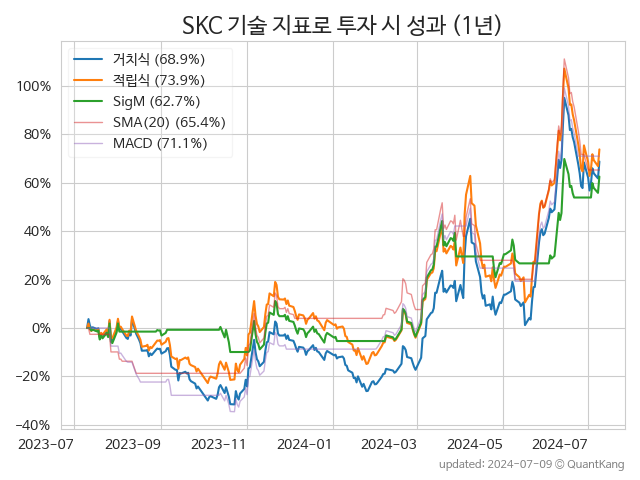 SKC 기술 지표로 투자 시 성과 (1년)
거치식 (68.9%)
적립식 (73.9%)
SigM (62.7%)
SMA(20) (65.4%)
MACD (71.1%)
100%
80%
60%
40%
20%
0%
−20%
−40%
2023-07 2023-09 2023-11 2024-01 2024-03 2024-05 2024-07
updated: 2024-07-09 © QuantKang